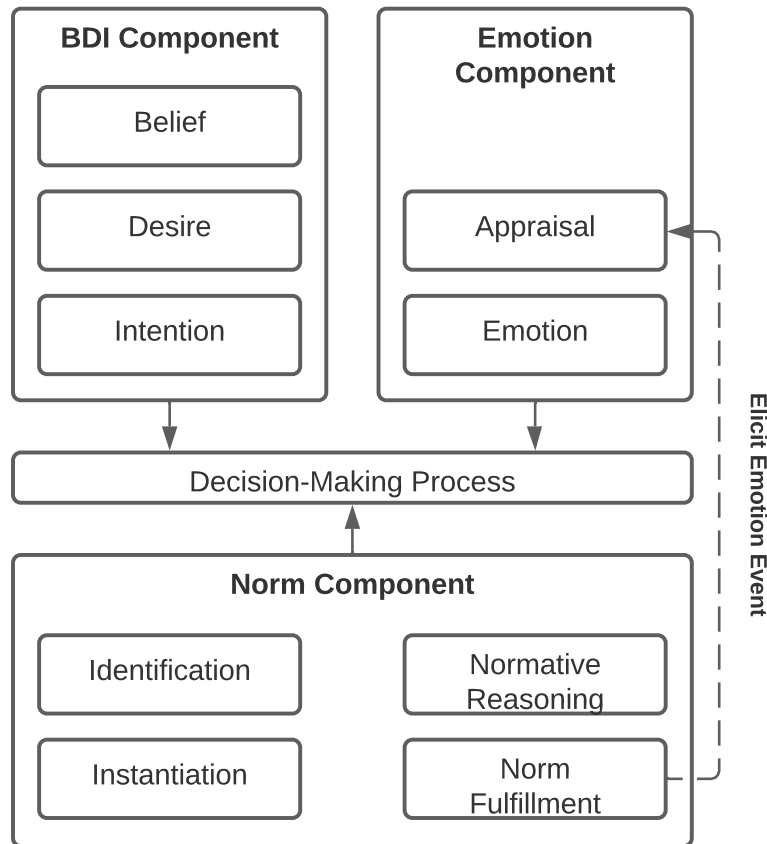 BDI Component
Belief
Desire
Intention
Emotion
Component
Appraisal
Emotion
Elicit Emotion Event
Decision-Making Process
Norm Component
Identification
Instantiation
Normative
Reasoning
Norm
Fulfillment